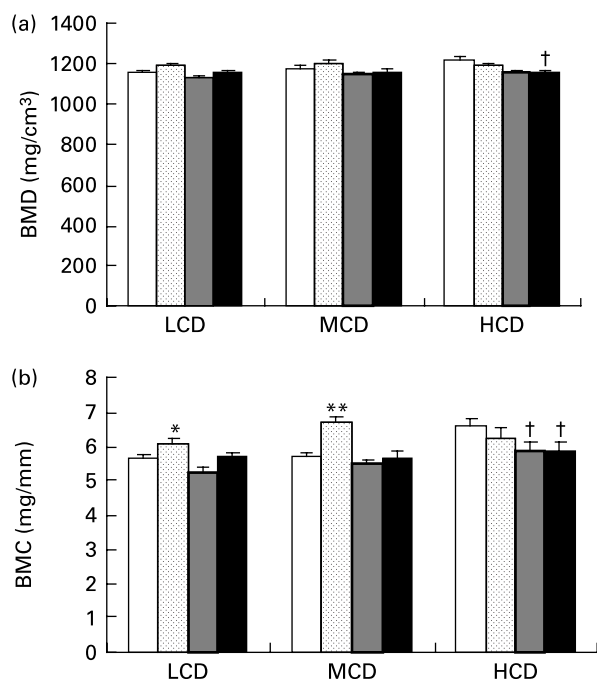 (a)
1400
1200
1000
800
600
400
200
0
BMD (mg/cm³)
†
LCD MCD HCD
(b)
8
7
6
5
4
3
2
1
0
BMC (mg/mm)
* ** † †
LCD MCD HCD